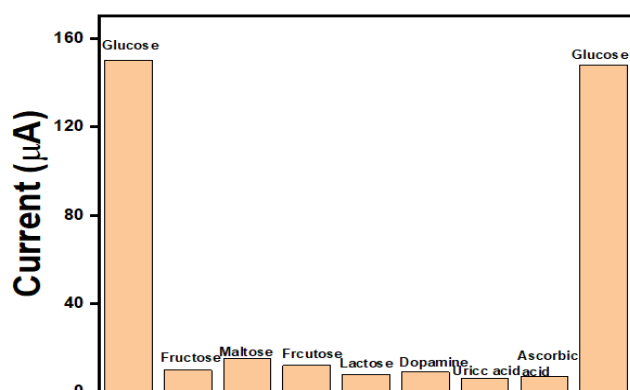 Current (μA)
160
120
80
40
0
Glucose
Fructose
Maltose
Frcutose
Lactose
Dopamine
Uricc acid
Ascorbic
acid
Glucose